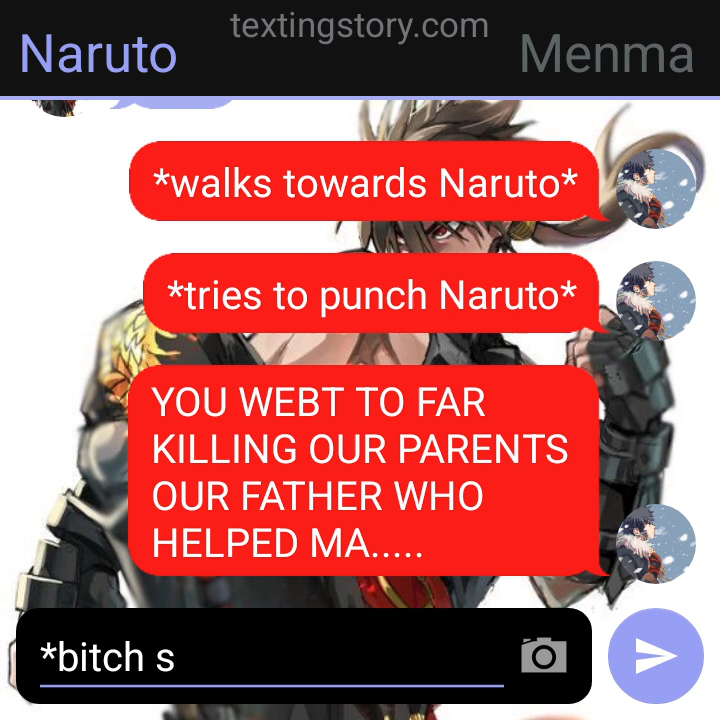 textingstory.com
Naruto
Menma
*walks towards Naruto*
*tries to punch Naruto*
YOU WEBT TO FAR
KILLING OUR PARENTS
OUR FATHER WHO
HELPED MA.....
*bitch s